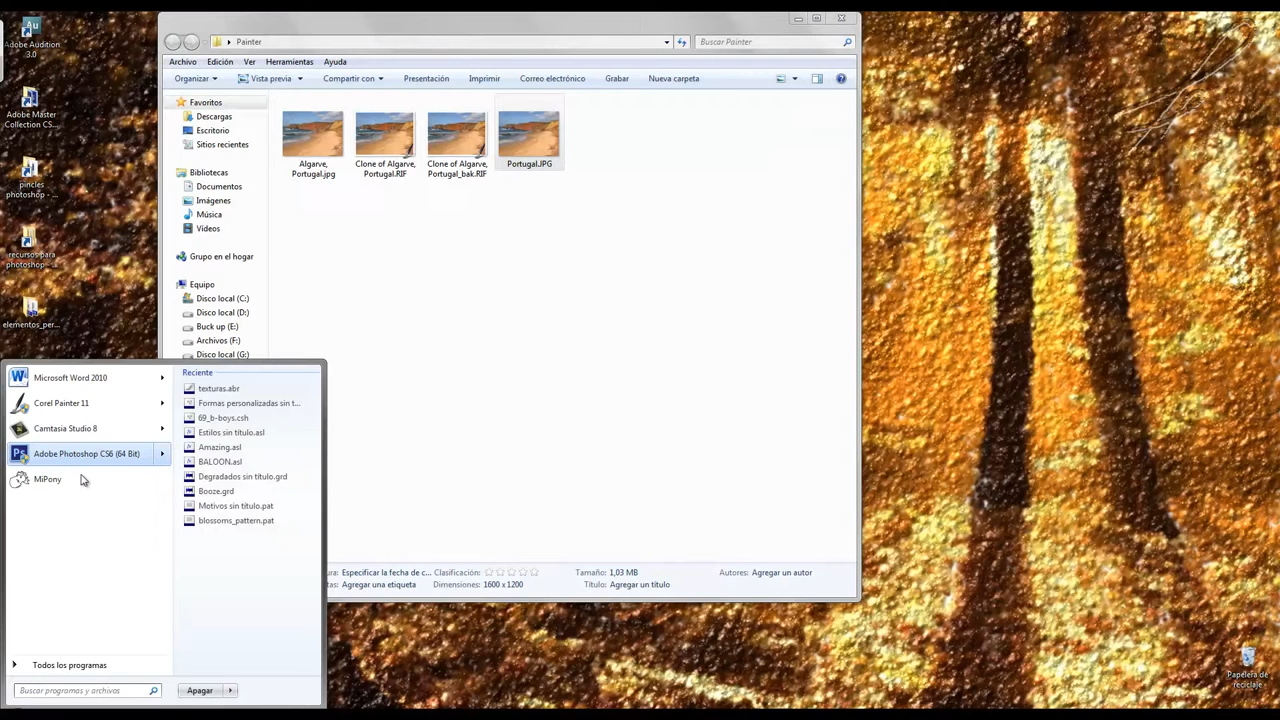 Adobe Audition
3.0
Adobe Master
Collection CS...
pincles
photoshop - ...
recursos para
photoshop - ...
elementos_per...
Painter
Buscar Painter
Archivo Edición Ver Herramientas Ayuda
Organizar Vista previa Compartir con Presentación Imprimir Correo electrónico Grabar Nueva carpeta
Favoritos
Descargas
Escritorio
Sitios recientes
Bibliotecas
Documentos
Imágenes
Música
Vídeos
Grupo en el hogar
Equipo
Disco local (C:)
Disco local (D:)
Buck up (E:)
Archivos (F:)
Disco local (G:)
Algarve,
Portugal.jpg
Clone of Algarve,
Portugal.RIF
Clone of Algarve,
Portugal_bak.RIF
Portugal.JPG
Microsoft Word 2010
Corel Painter 11
Camtasia Studio 8
Ps
Adobe Photoshop CS6 (64 Bit)
MiPony
Todos los programas
Buscar programas y archivos
Reciente
texturas.abr
Formas personalizadas sin t...
69_b-boys.csh
Estilos sin título.asl
Amazing.asl
BALOON.asl
Degradados sin título.grd
Booze.grd
Motivos sin título.pat
blossoms_pattern.pat
Apagar
ura: Especificar la fecha de c... Clasificación: Tamaño: 1,03 MB Autores: Agregar un autor
tas: Agregar una etiqueta Dimensiones: 1600 x 1200 Título: Agregar un título
Papelera de
reciclaje